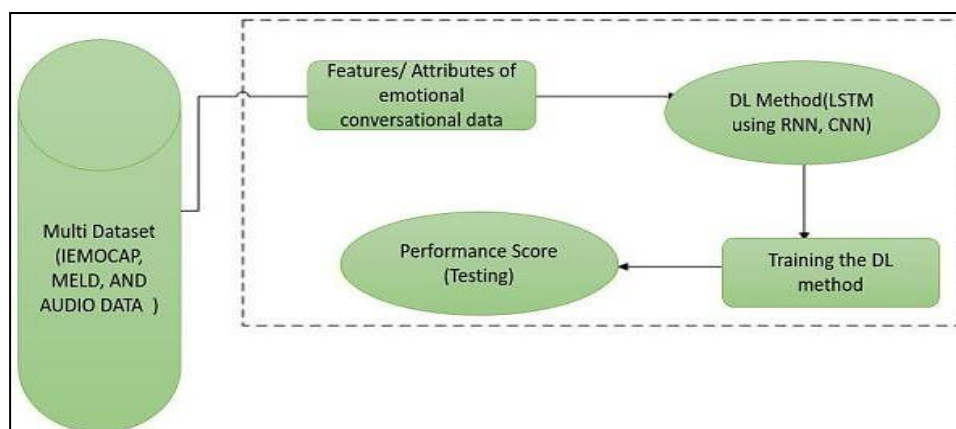 Features/ Attributes of
emotional
conversational data
DL Method(LSTM
using RNN, CNN)
Multi Dataset
(IEMOCAP,
MELD, AND
AUDIO DATA )
Performance Score
(Testing)
Training the DL
method